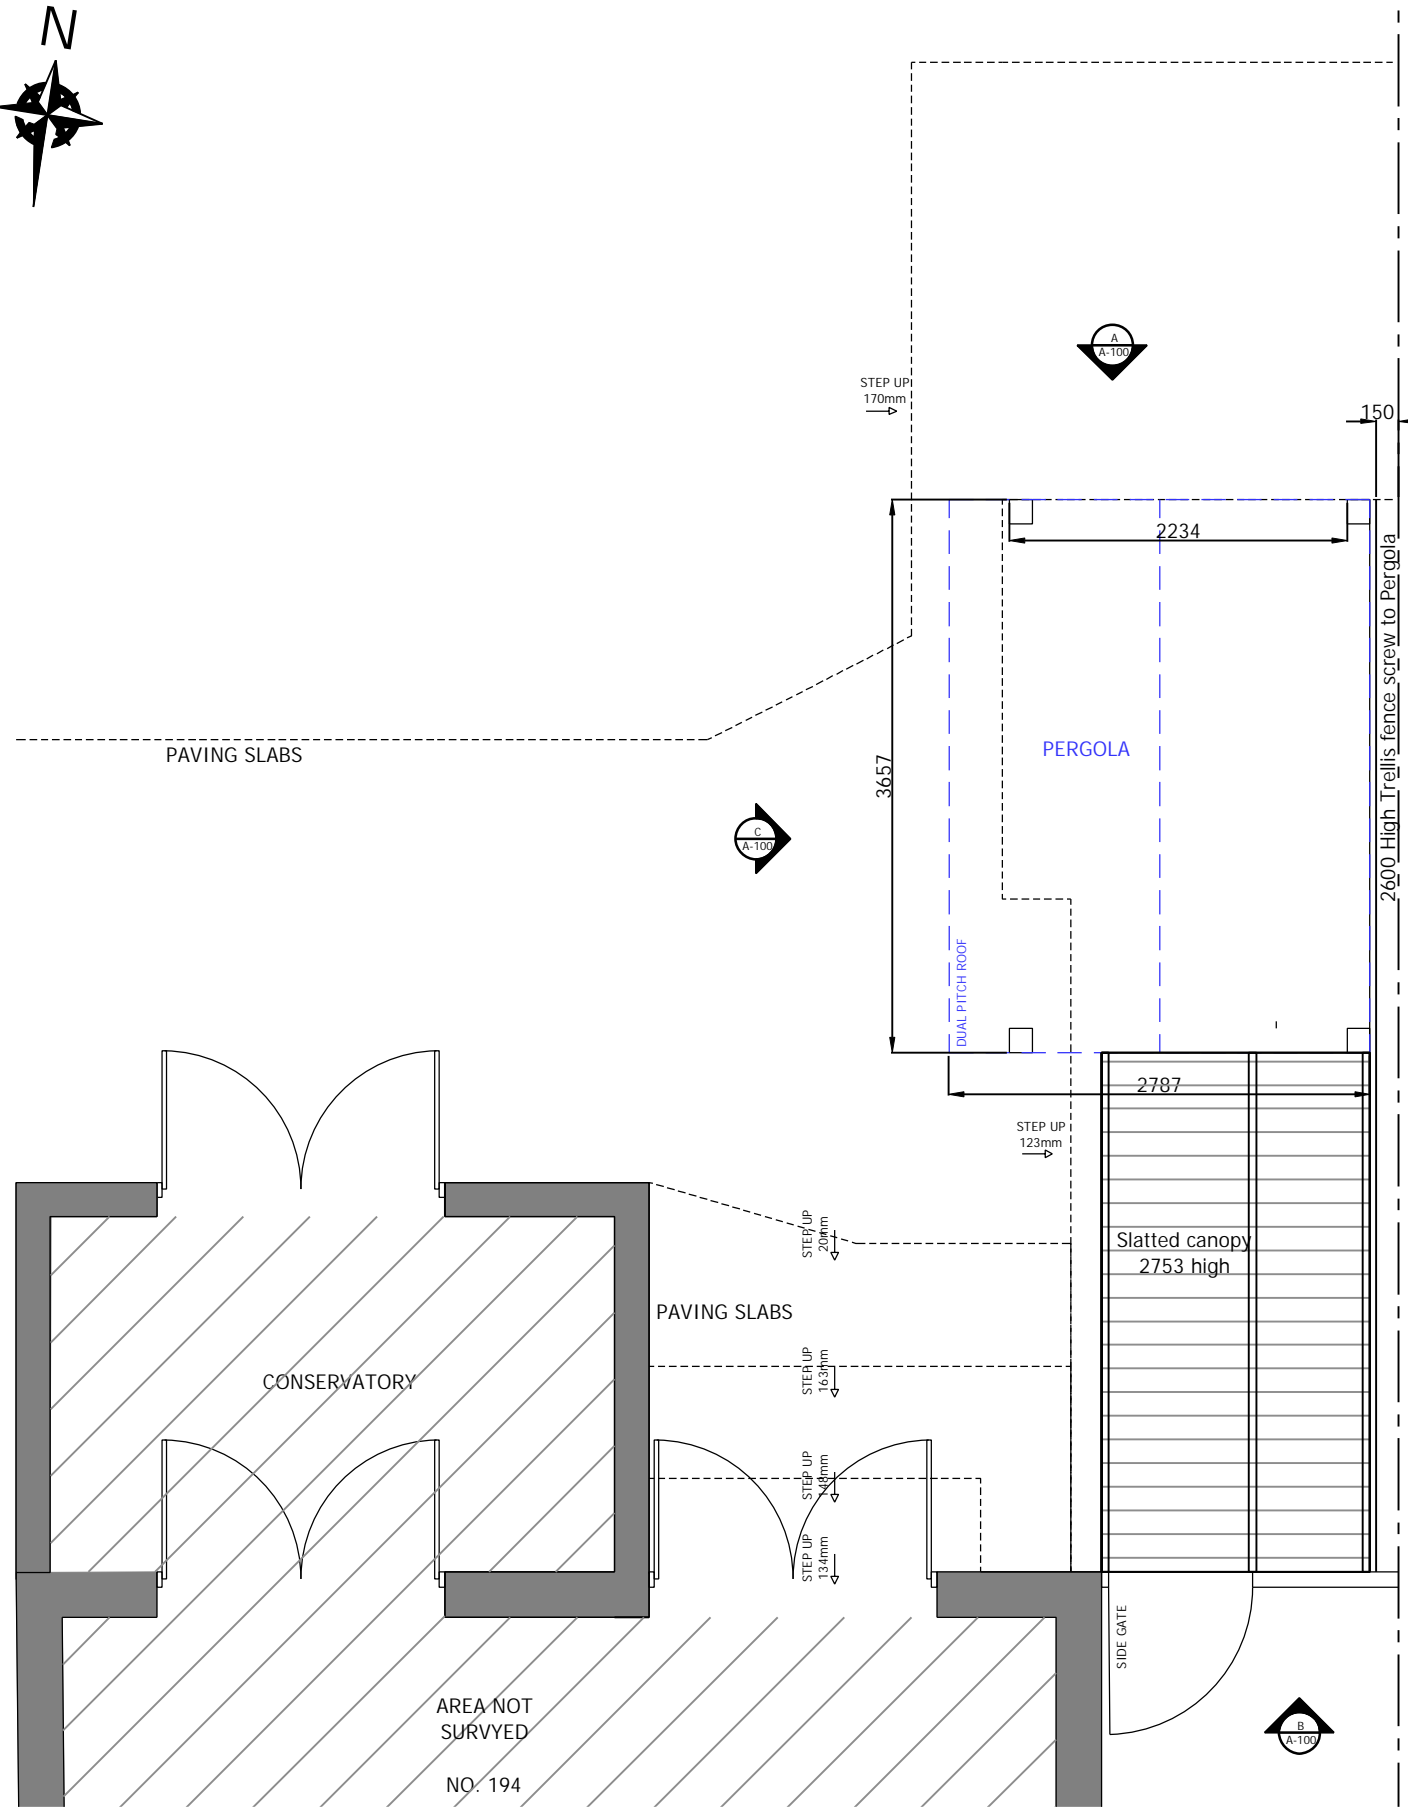 N
A
A-100
STEP UP
170mm
150
2234
2600 High Trellis fence screw to Pergola
PAVING SLABS
PERGOLA
3657
C
A-100
DUAL PITCH ROOF
2787
STEP UP
123mm
STEP UP
20mm
Slatted canopy
2753 high
PAVING SLABS
STEP UP
163mm
CONSERVATORY
STEP UP
148mm
STEP UP
134mm
SIDE GATE
AREA NOT
SURVYED
NO. 194
B
A-100